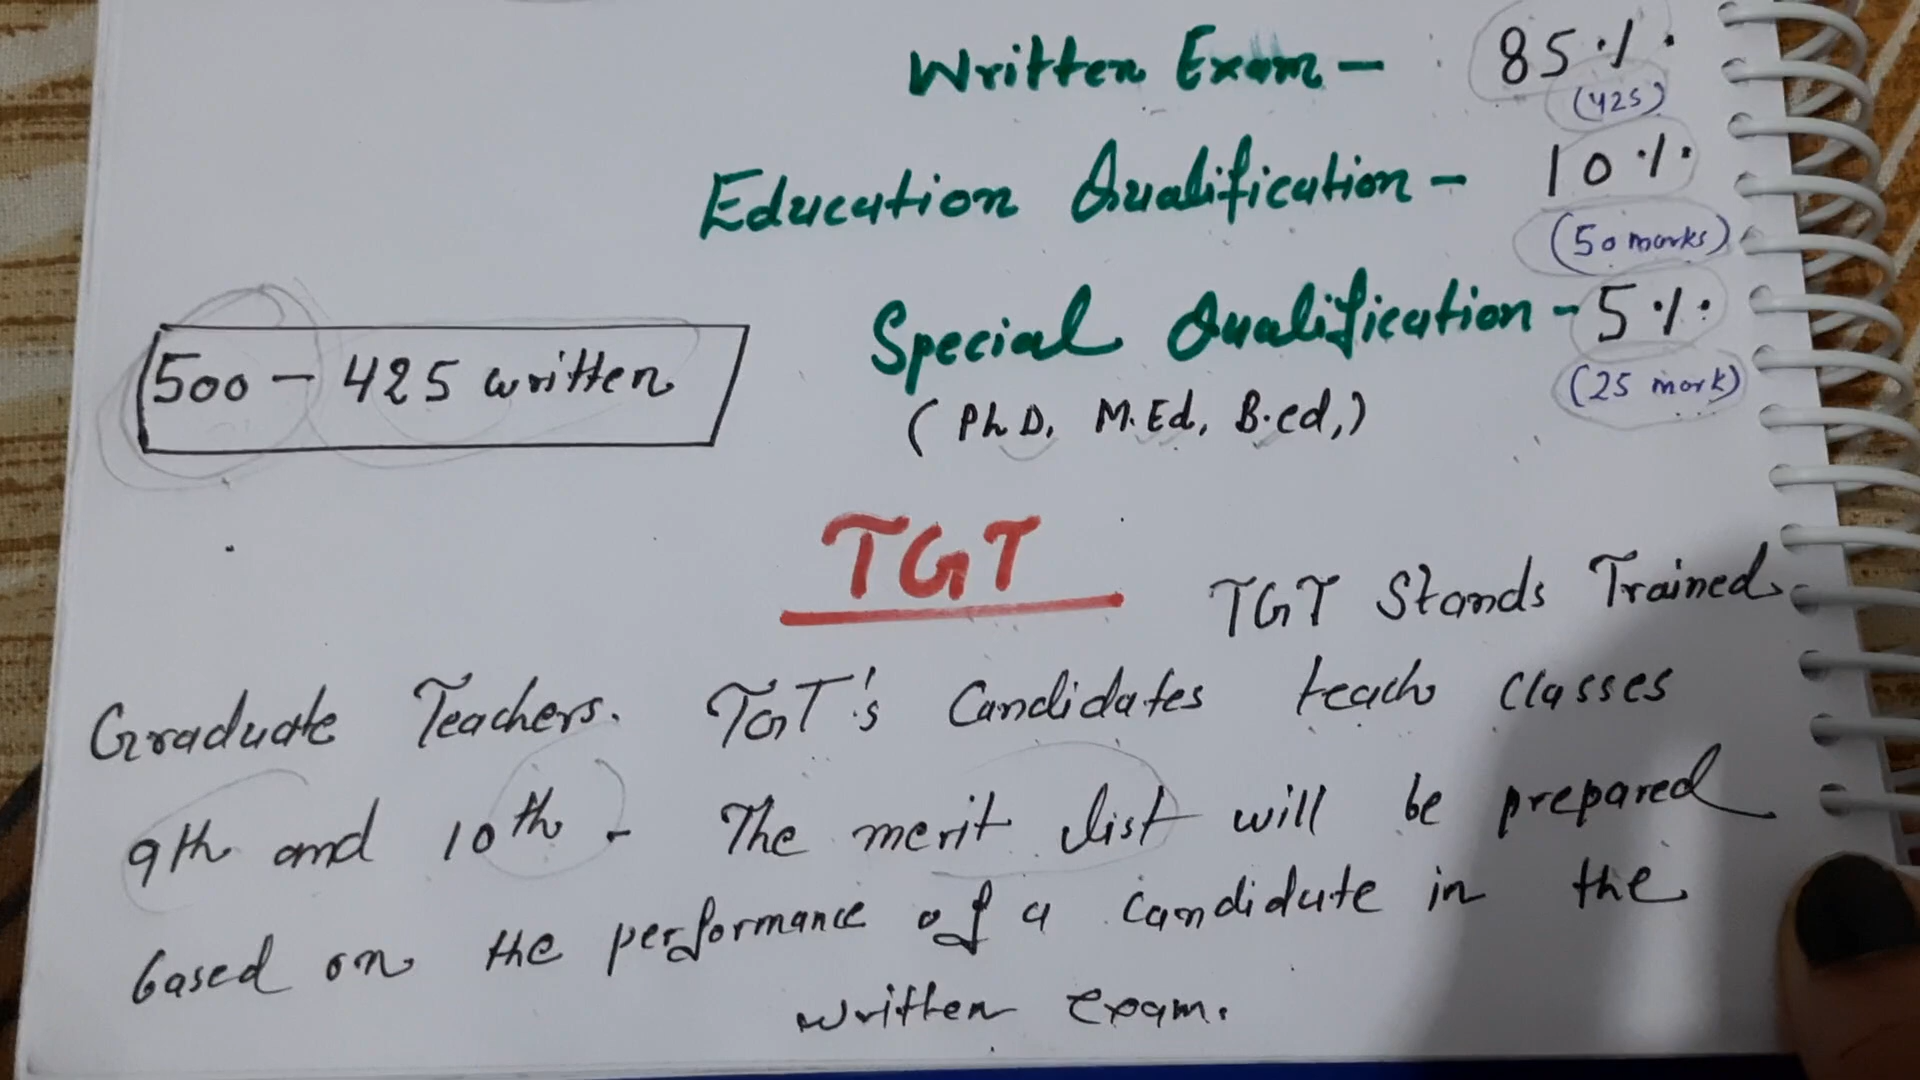 Written Exam - 85%
(425)
Education Qualification - 10%
(50 marks)
Special Qualification - 5%
(25 mark)
(Ph.D, M.Ed, B.ed,)
500 - 425 written
TGT
TGT Stands Trained
Graduate Teachers. TGT's Candidates teach Classes
9th and 10th - The merit list will be prepared
based on the performance of a candidate in the
written exam.